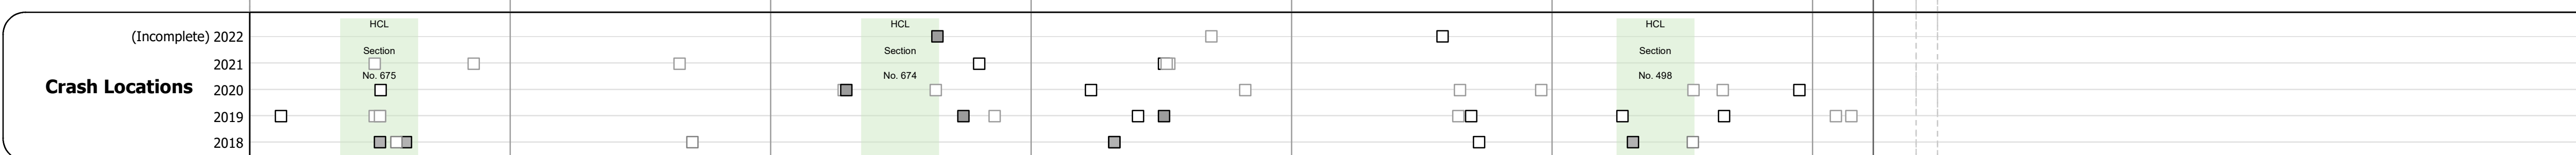 Crash Locations
(Incomplete) 2022
2021
2020
2019
2018
HCL
Section
No. 675
HCL
Section
No. 674
HCL
Section
No. 498